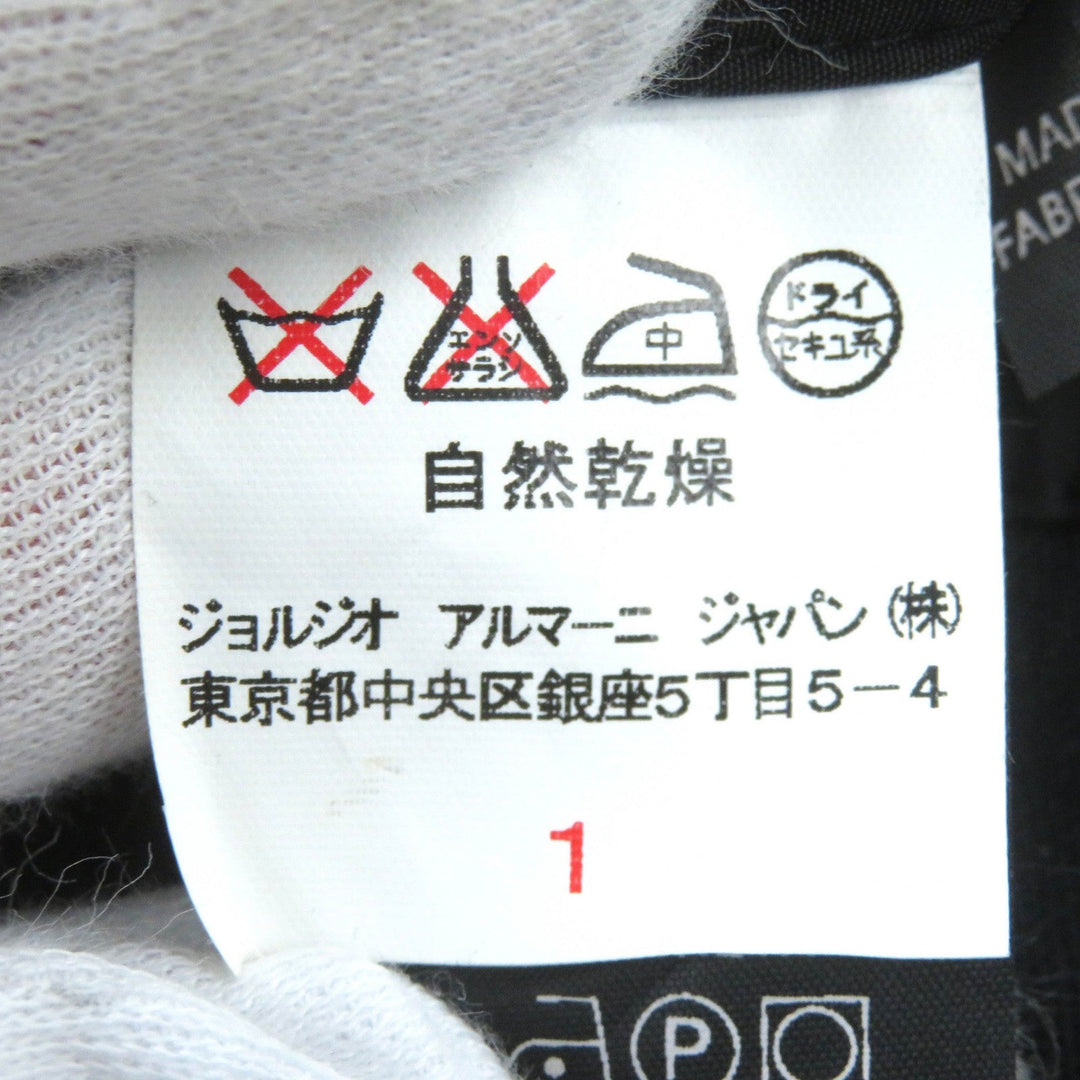 エンソ 中 ドライ
サラシ セキユ系
自然乾燥
ジョルジオ アルマーニ ジャパン(株)
東京都中央区銀座5丁目5-4
1
MAD
FABR
P